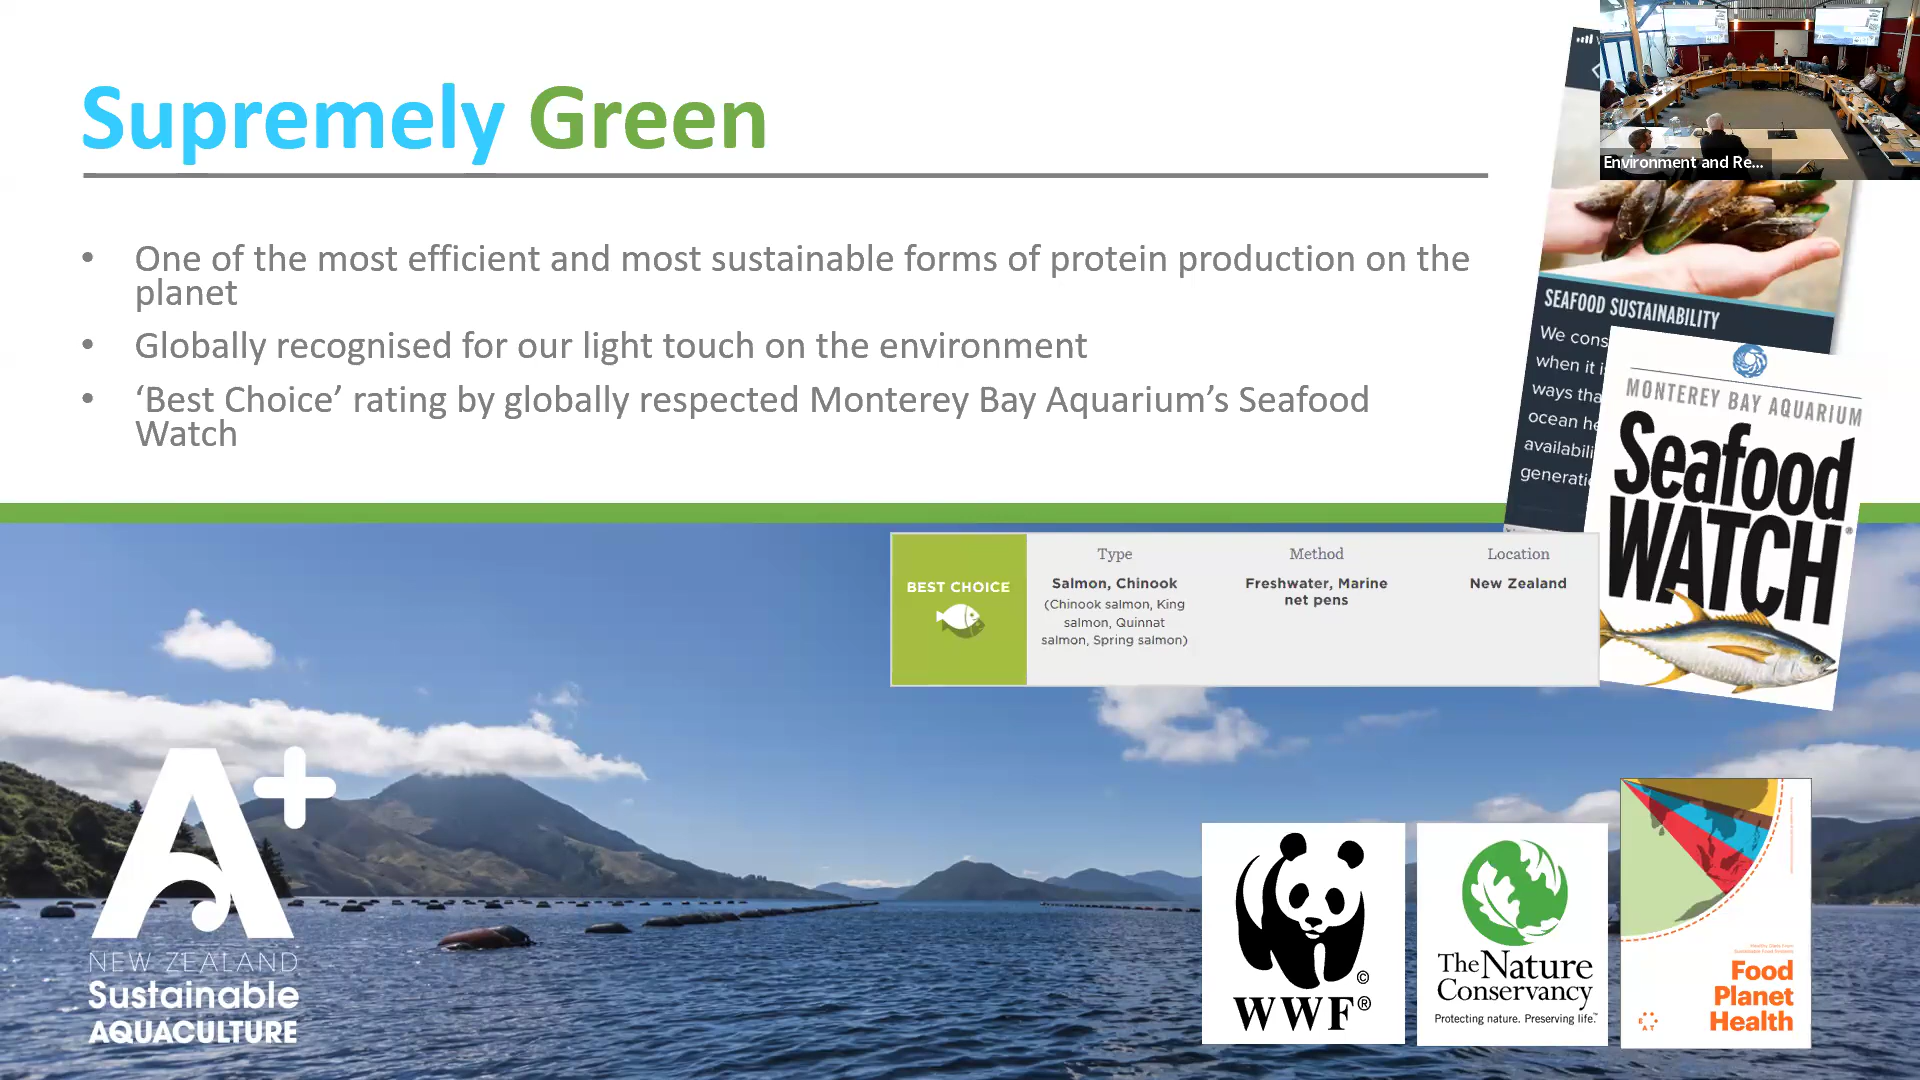 Supremely Green
• One of the most efficient and most sustainable forms of protein production on the
planet
• Globally recognised for our light touch on the environment
• ‘Best Choice’ rating by globally respected Monterey Bay Aquarium’s Seafood
Watch
Environment and Re...
SEAFOOD SUSTAINABILITY
We cons
when it i
ways tha
ocean he
availabili
generati
MONTEREY BAY AQUARIUM
Seafood
WATCH®
BEST CHOICE
Type
Salmon, Chinook
(Chinook salmon, King
salmon, Quinnat
salmon, Spring salmon)
Method
Freshwater, Marine
net pens
Location
New Zealand
A+
NEW ZEALAND
Sustainable
AQUACULTURE
©
WWF®
The Nature
Conservancy
Protecting nature. Preserving life.™
Food
Planet
Health
EAT